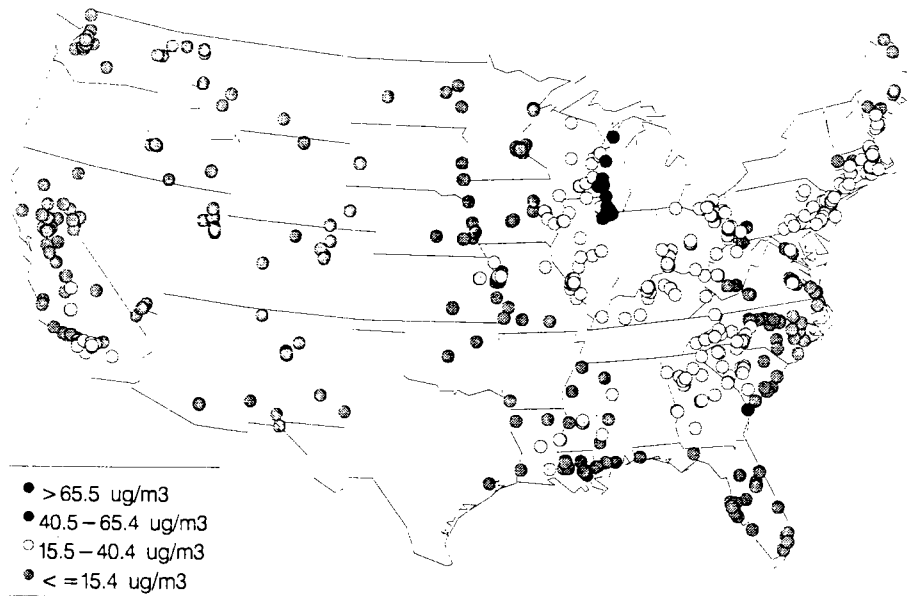 > 65.5 ug/m3
40.5 – 65.4 ug/m3
15.5 – 40.4 ug/m3
< = 15.4 ug/m3